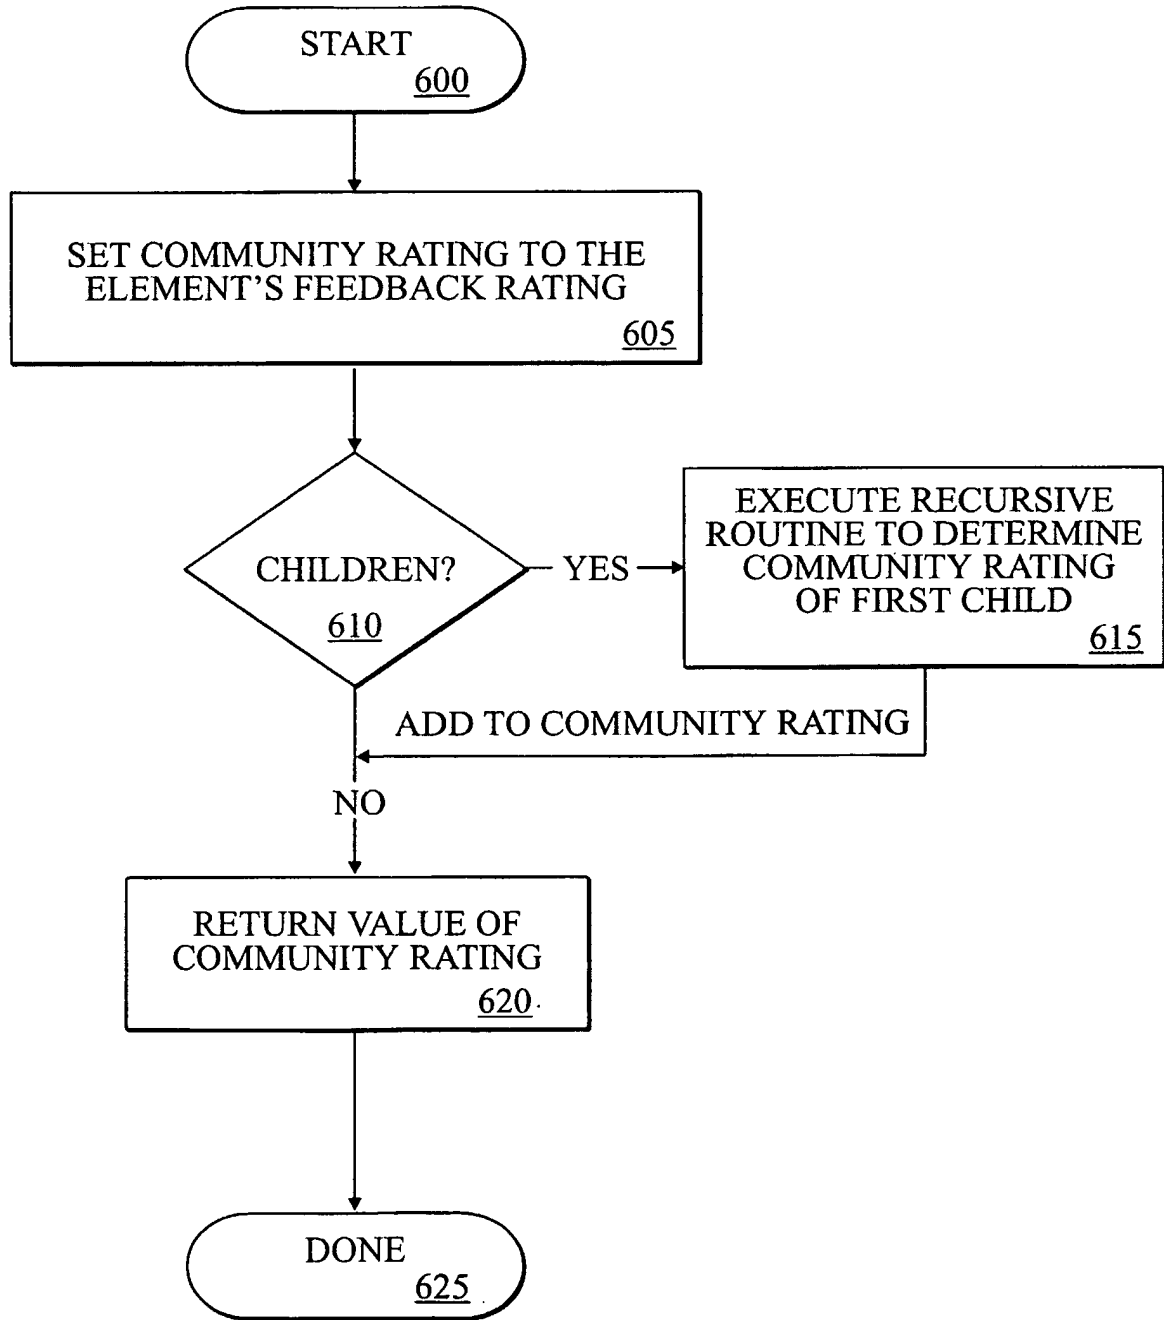 START
600
SET COMMUNITY RATING TO THE
ELEMENT'S FEEDBACK RATING
605
CHILDREN?
610
YES
EXECUTE RECURSIVE
ROUTINE TO DETERMINE
COMMUNITY RATING
OF FIRST CHILD
615
ADD TO COMMUNITY RATING
NO
RETURN VALUE OF
COMMUNITY RATING
620
DONE
625